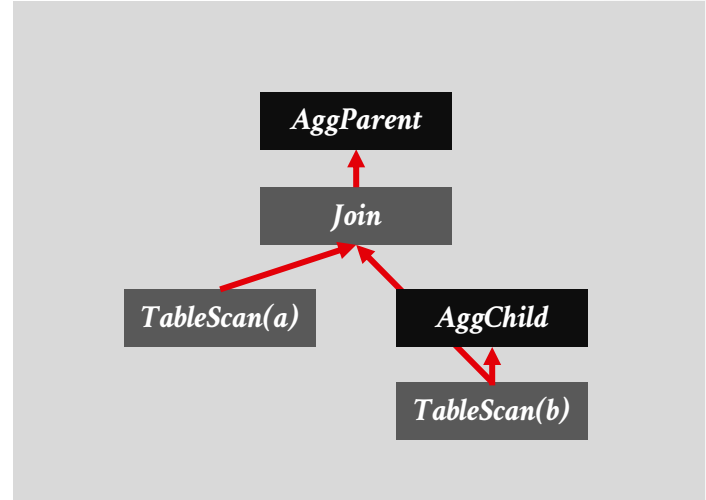 AggParent
Join
TableScan(a)
AggChild
TableScan(b)